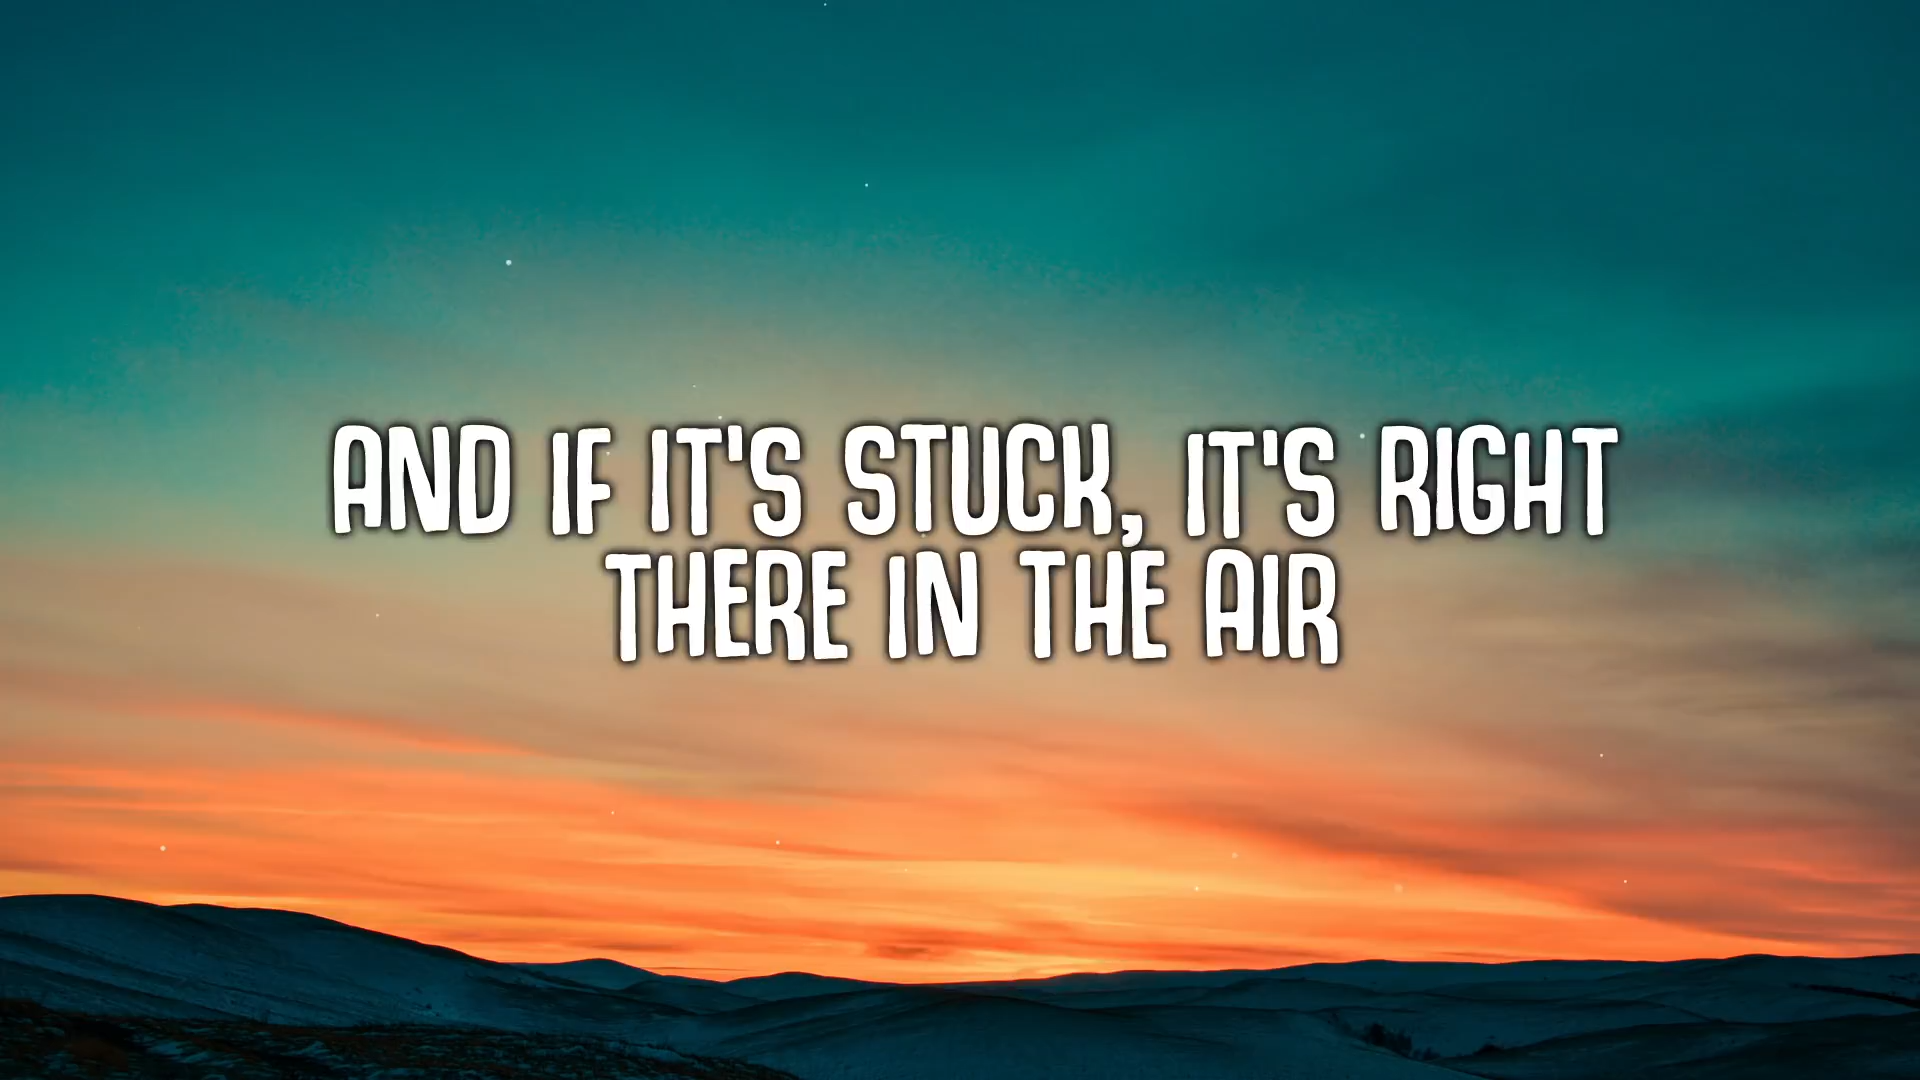 AND IF IT'S STUCK, IT'S RIGHT
THERE IN THE AIR